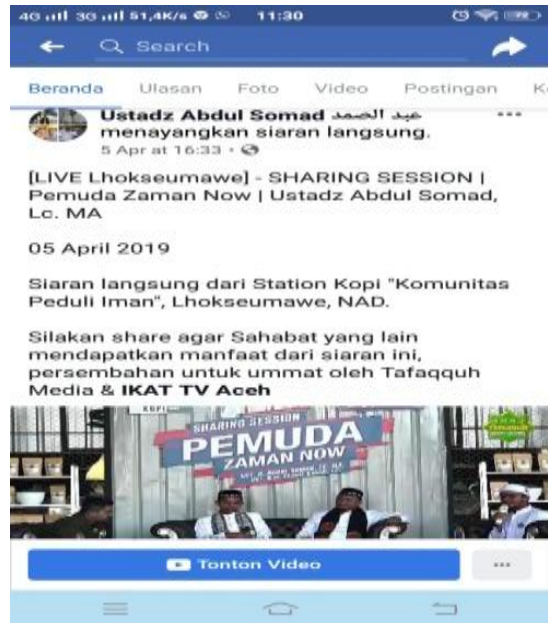 4G 3G 51,4K/s 11:30
Search
Beranda Ulasan Foto Video Postingan K
Ustadz Abdul Somad عبد الصمد
menayangkan siaran langsung.
5 Apr at 16:33
[LIVE Lhokseumawe] - SHARING SESSION |
Pemuda Zaman Now | Ustadz Abdul Somad,
Lc. MA
05 April 2019
Siaran langsung dari Station Kopi "Komunitas
Peduli Iman", Lhokseumawe, NAD.
Silakan share agar Sahabat yang lain
mendapatkan manfaat dari siaran ini,
persembahan untuk ummat oleh Tafaqquh
Media & IKAT TV Aceh
KOPI
SHARING SESSION
PEMUDA
ZAMAN NOW
Tonton Video